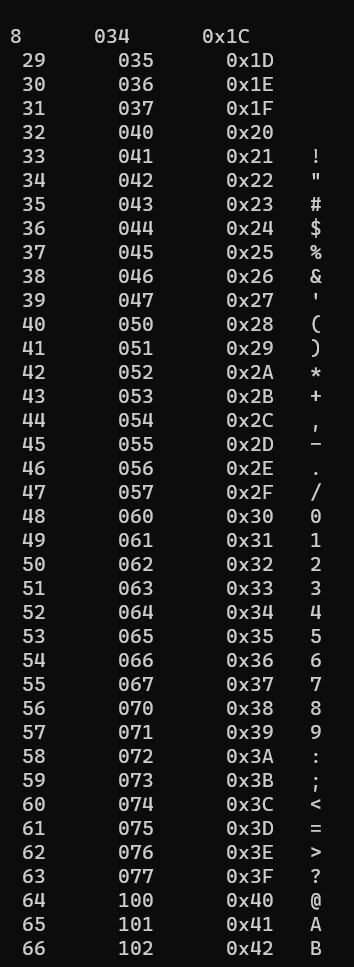 8      034      0x1C
 29      035      0x1D
 30      036      0x1E
 31      037      0x1F
 32      040      0x20
 33      041      0x21   !
 34      042      0x22   "
 35      043      0x23   #
 36      044      0x24   $
 37      045      0x25   %
 38      046      0x26   &
 39      047      0x27   '
 40      050      0x28   (
 41      051      0x29   )
 42      052      0x2A   *
 43      053      0x2B   +
 44      054      0x2C   ,
 45      055      0x2D   -
 46      056      0x2E   .
 47      057      0x2F   /
 48      060      0x30   0
 49      061      0x31   1
 50      062      0x32   2
 51      063      0x33   3
 52      064      0x34   4
 53      065      0x35   5
 54      066      0x36   6
 55      067      0x37   7
 56      070      0x38   8
 57      071      0x39   9
 58      072      0x3A   :
 59      073      0x3B   ;
 60      074      0x3C   <
 61      075      0x3D   =
 62      076      0x3E   >
 63      077      0x3F   ?
 64      100      0x40   @
 65      101      0x41   A
 66      102      0x42   B